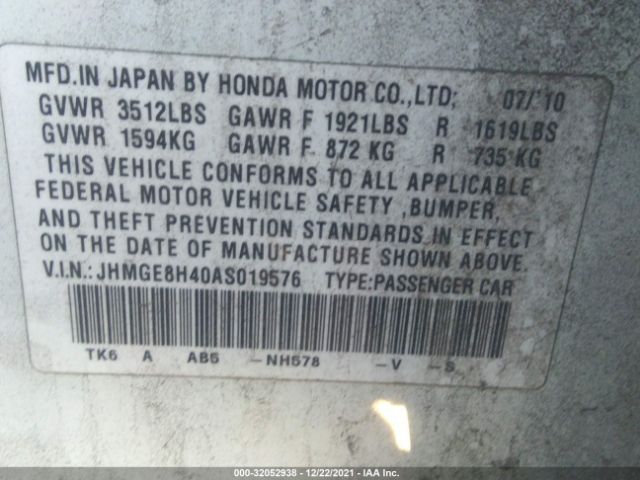 MFD.IN JAPAN BY HONDA MOTOR CO.,LTD; 07/'10
GVWR 3512LBS GAWR F 1921LBS R 1619LBS
GVWR 1594KG GAWR F. 872 KG R 735 KG
THIS VEHICLE CONFORMS TO ALL APPLICABLE
FEDERAL MOTOR VEHICLE SAFETY ,BUMPER,
AND THEFT PREVENTION STANDARDS IN EFFECT
ON THE DATE OF MANUFACTURE SHOWN ABOVE.
V.I.N.:JHMGE8H40AS019576 TYPE:PASSENGER CAR
TK6 A AB5 -NH578 -V -S
000-32052938 - 12/22/2021 - IAA Inc.